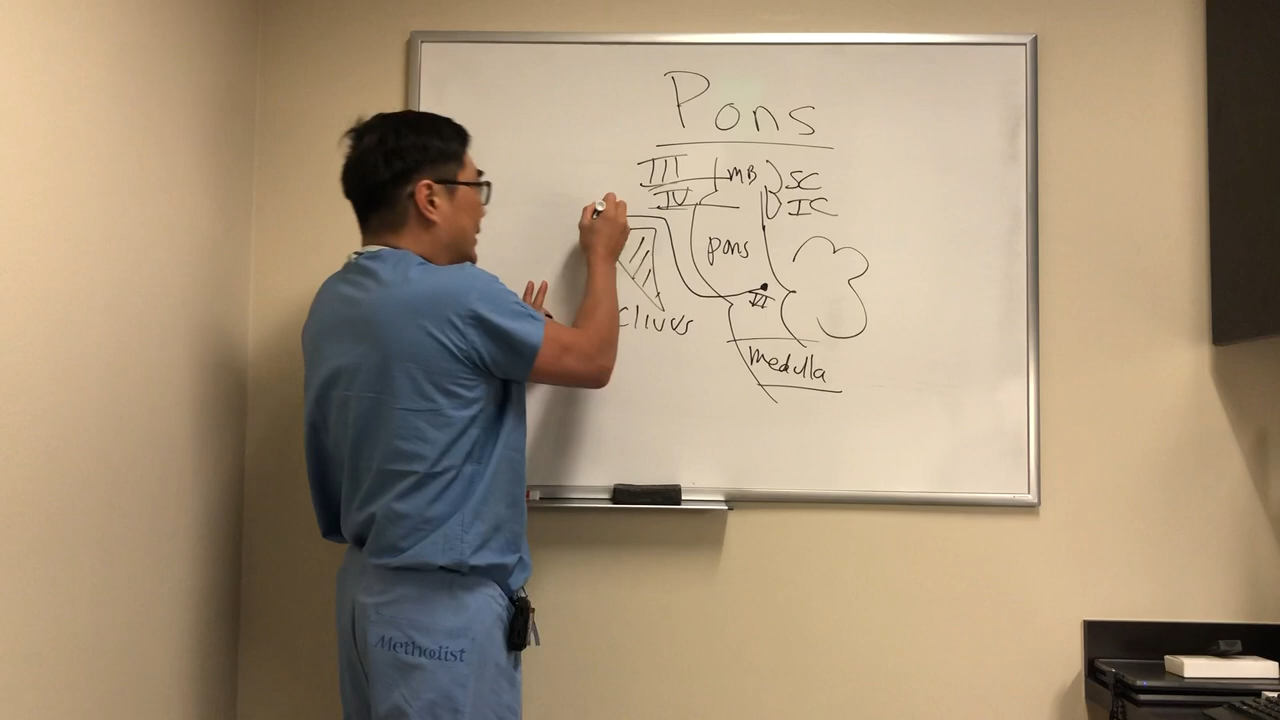 Pons
III MB SC
IV IC
pons
VI
clivus
medulla
Methodist